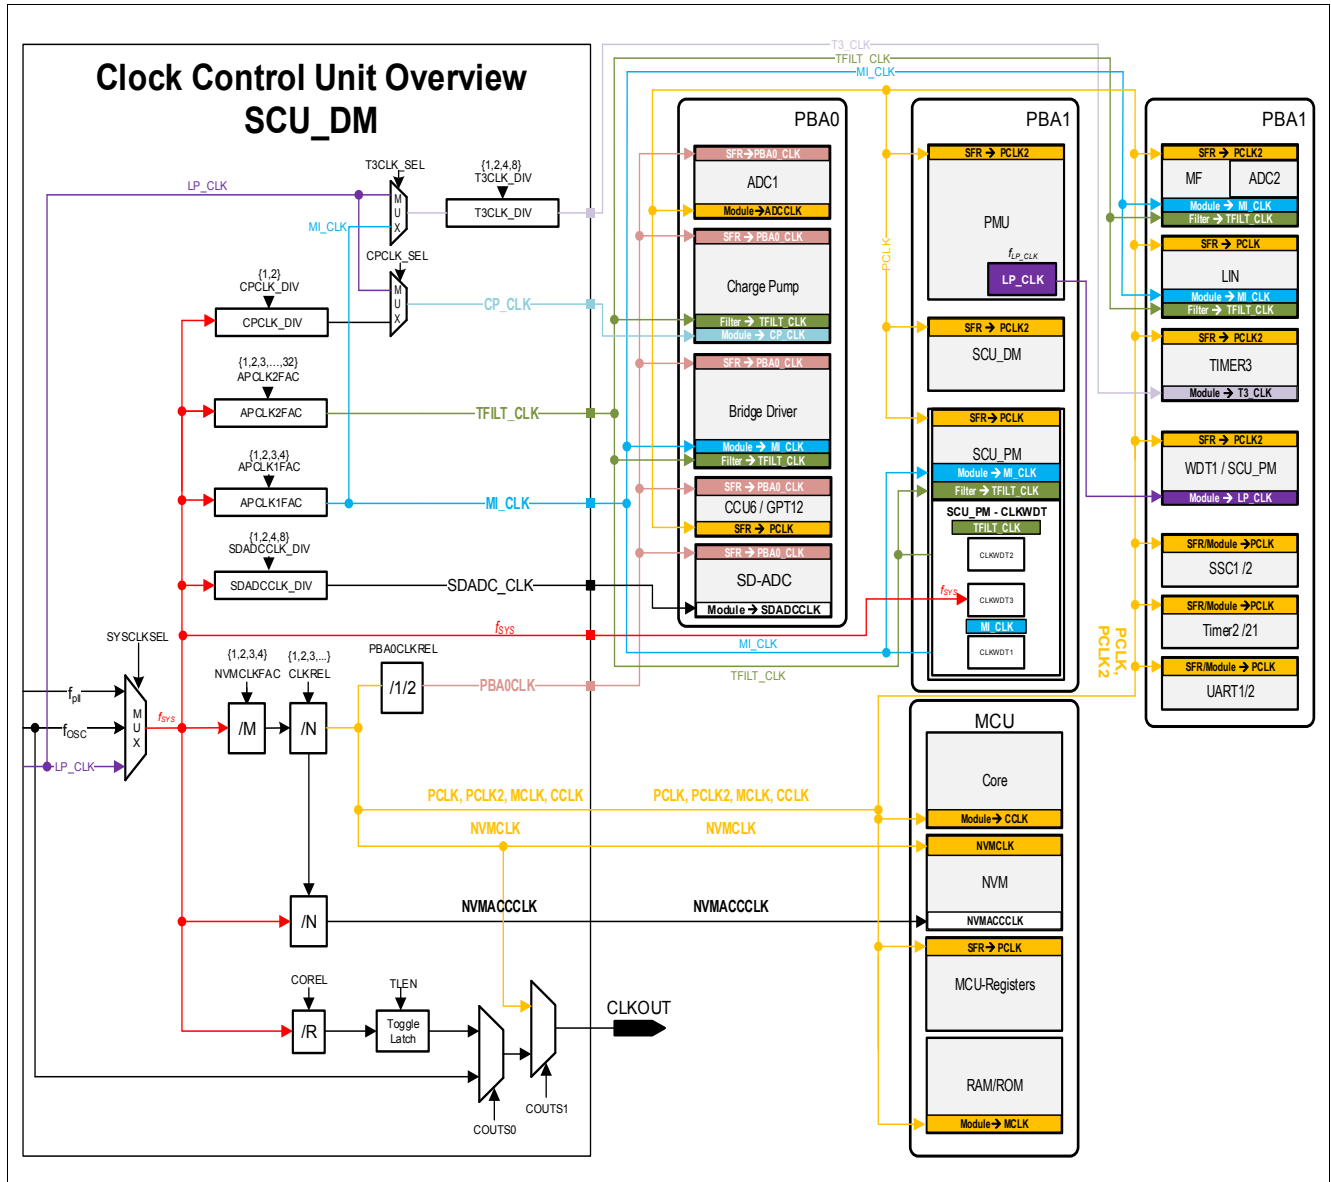 Clock Control Unit Overview
SCU_DM
T3CLK_SEL
{1,2,4,8}
T3CLK_DIV
LP_CLK
MUX
T3CLK_DIV
MI_CLK
CPCLK_SEL
{1,2}
CPCLK_DIV
MUX
CP_CLK
CPCLK_DIV
{1,2,3,...,32}
APCLK2FAC
APCLK2FAC
TFILT_CLK
{1,2,3,4}
APCLK1FAC
APCLK1FAC
MI_CLK
{1,2,4,8}
SDADCCLK_DIV
SDADCCLK_DIV
SDADC_CLK
fSYS
SYSCLKSEL
fpll
fOSC
LP_CLK
MUX
fSYS
{1,2,3,4}
NVMCLKFAC
/M
{1,2,3,...}
CLKREL
/N
PBA0CLKREL
/1/2
PBA0CLK
PCLK, PCLK2, MCLK, CCLK
PCLK, PCLK2, MCLK, CCLK
NVMCLK
NVMCLK
/N
NVMACCCLK
NVMACCCLK
COREL
/R
TLEN
Toggle
Latch
COUTS0
COUTS1
CLKOUT
T3_CLK
TFILT_CLK
MI_CLK
PBA0
SFR→PBA0_CLK
ADC1
Module→ADCCLK
SFR→PBA0_CLK
Charge Pump
Filter→TFILT_CLK
Module→CP_CLK
SFR→PBA0_CLK
Bridge Driver
Module→MI_CLK
Filter→TFILT_CLK
SFR→PBA0_CLK
CCU6 / GPT12
SFR→PCLK
SFR→PBA0_CLK
SD-ADC
Module→SDADCCLK
MI_CLK
TFILT_CLK
PCLK
PBA1
SFR→PCLK2
PMU
fLP_CLK
LP_CLK
SFR→PCLK2
SCU_DM
SFR→PCLK
SCU_PM
Module→MI_CLK
Filter→TFILT_CLK
SCU_PM - CLKWDT
TFILT_CLK
CLKWDT2
fSYS
CLKWDT3
MI_CLK
CLKWDT1
PBA1
SFR→PCLK2
MF
ADC2
Module→MI_CLK
Filter→TFILT_CLK
SFR→PCLK
LIN
Module→MI_CLK
Filter→TFILT_CLK
SFR→PCLK2
TIMER3
Module→T3_CLK
SFR→PCLK2
WDT1 / SCU_PM
Module→LP_CLK
SFR/Module→PCLK
SSC1 /2
SFR/Module→PCLK
Timer2 /21
SFR/Module→PCLK
UART1/2
PCLK,
PCLK2
MCU
Core
Module→CCLK
NVMCLK
NVM
NVMACCCLK
SFR→PCLK
MCU-Registers
RAM/ROM
Module→MCLK